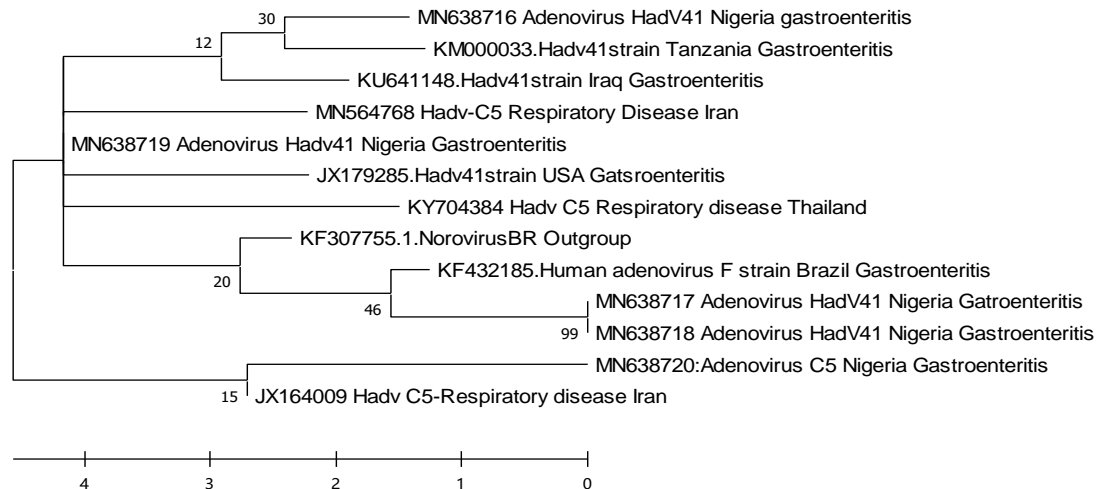 30
MN638716 Adenovirus HadV41 Nigeria gastroenteritis
12
KM000033.Hadv41strain Tanzania Gastroenteritis
KU641148.Hadv41strain Iraq Gastroenteritis
MN564768 Hadv-C5 Respiratory Disease Iran
MN638719 Adenovirus Hadv41 Nigeria Gastroenteritis
JX179285.Hadv41strain USA Gatsroenteritis
KY704384 Hadv C5 Respiratory disease Thailand
KF307755.1.NorovirusBR Outgroup
20
KF432185.Human adenovirus F strain Brazil Gastroenteritis
46
MN638717 Adenovirus HadV41 Nigeria Gatroenteritis
99
MN638718 Adenovirus HadV41 Nigeria Gastroenteritis
MN638720:Adenovirus C5 Nigeria Gastroenteritis
15
JX164009 Hadv C5-Respiratory disease Iran
4 3 2 1 0